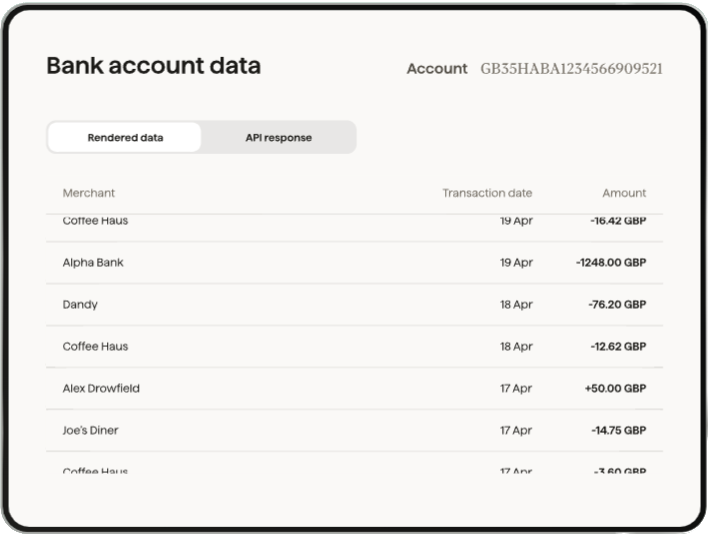 Bank account data
Account GB35HABA1234566909521
Rendered data API response
Merchant Transaction date Amount
Coffee Haus 19 Apr -16.42 GBP
Alpha Bank 19 Apr -1248.00 GBP
Dandy 18 Apr -76.20 GBP
Coffee Haus 18 Apr -12.62 GBP
Alex Drowfield 17 Apr +50.00 GBP
Joe's Diner 17 Apr -14.75 GBP
Coffee Haus 17 Apr -3.60 GBP